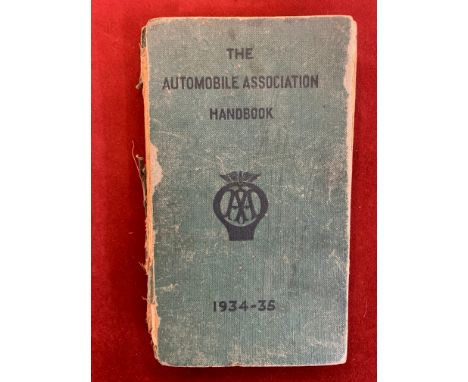 THE
AUTOMOBILE ASSOCIATION
HANDBOOK
AA
1934-35